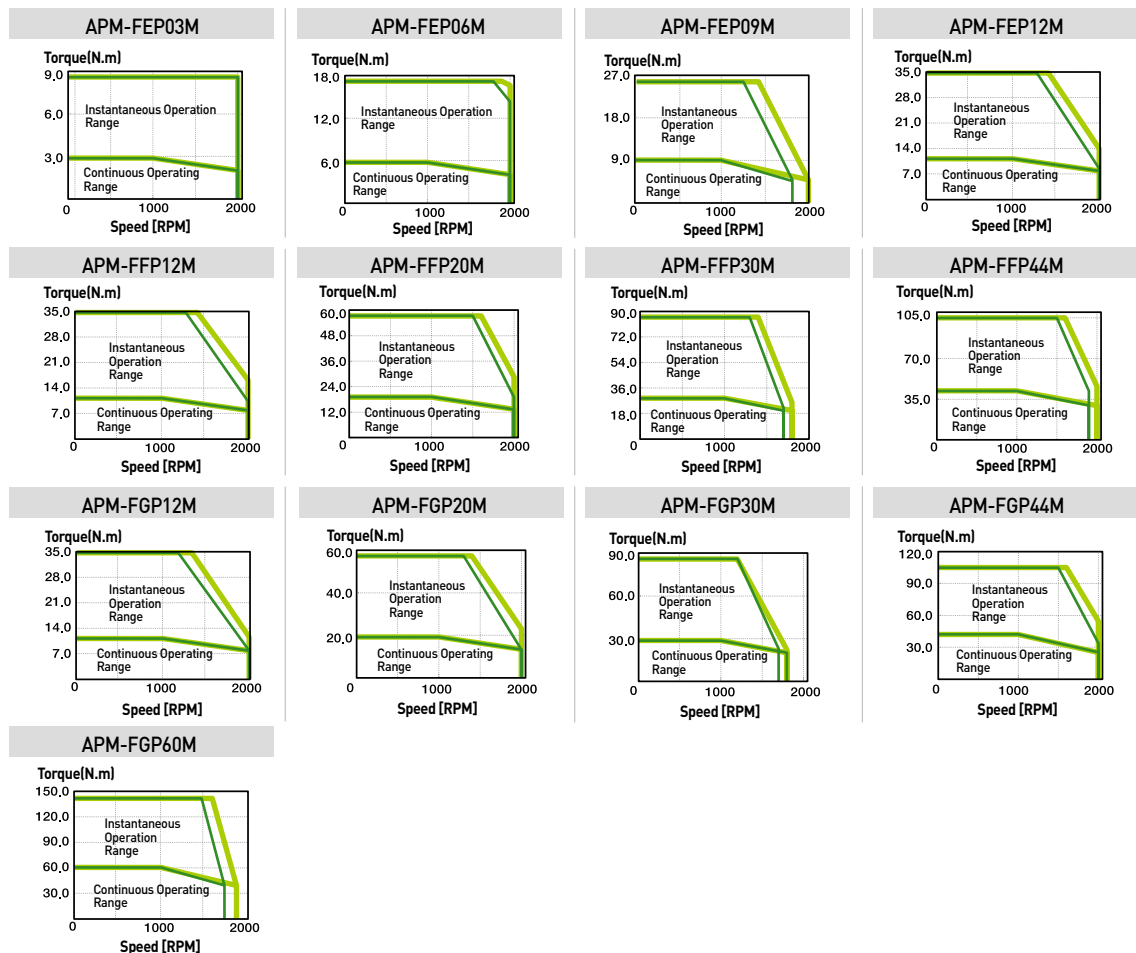 APM-FEP03M
Torque(N.m)
9,0
6,0
3,0
Instantaneous Operation
Range
Continuous Operating
Range
0 1000 2000
Speed [RPM]
APM-FEP06M
Torque(N.m)
18,0
12,0
6,0
Instantaneous Operation
Range
Continuous Operating
Range
0 1000 2000
Speed [RPM]
APM-FEP09M
Torque(N.m)
27,0
18,0
9,0
Instantaneous
Operation
Range
Continuous Operating
Range
0 1000 2000
Speed [RPM]
APM-FEP12M
Torque(N.m)
35,0
28,0
21,0
14,0
7,0
Instantaneous
Operation
Range
Continuous Operating
Range
0 1000 2000
Speed [RPM]
APM-FFP12M
Torque(N.m)
35,0
28,0
21,0
14,0
7,0
Instantaneous
Operation
Range
Continuous Operating
Range
0 1000 2000
Speed [RPM]
APM-FFP20M
Torque(N.m)
60,0
48,0
36,0
24,0
12,0
Instantaneous
Operation
Range
Continuous Operating
Range
0 1000 2000
Speed [RPM]
APM-FFP30M
Torque(N.m)
90,0
72,0
54,0
36,0
18,0
Instantaneous
Operation
Range
Continuous Operating
Range
0 1000 2000
Speed [RPM]
APM-FFP44M
Torque(N.m)
105,0
70,0
35,0
Instantaneous
Operation
Range
Continuous Operating
Range
0 1000 2000
Speed [RPM]
APM-FGP12M
Torque(N.m)
35,0
28,0
21,0
14,0
7,0
Instantaneous
Operation
Range
Continuous Operating
Range
0 1000 2000
Speed [RPM]
APM-FGP20M
Torque(N.m)
60,0
40,0
20,0
Instantaneous
Operation
Range
Continuous Operating
Range
0 1000 2000
Speed [RPM]
APM-FGP30M
Torque(N.m)
90,0
60,0
30,0
Instantaneous
Operation
Range
Continuous Operating
Range
0 1000 2000
Speed [RPM]
APM-FGP44M
Torque(N.m)
120,0
90,0
60,0
30,0
Instantaneous
Operation
Range
Continuous Operating
Range
0 1000 2000
Speed [RPM]
APM-FGP60M
Torque(N.m)
150,0
120,0
90,0
60,0
30,0
Instantaneous
Operation
Range
Continuous Operating
Range
0 1000 2000
Speed [RPM]